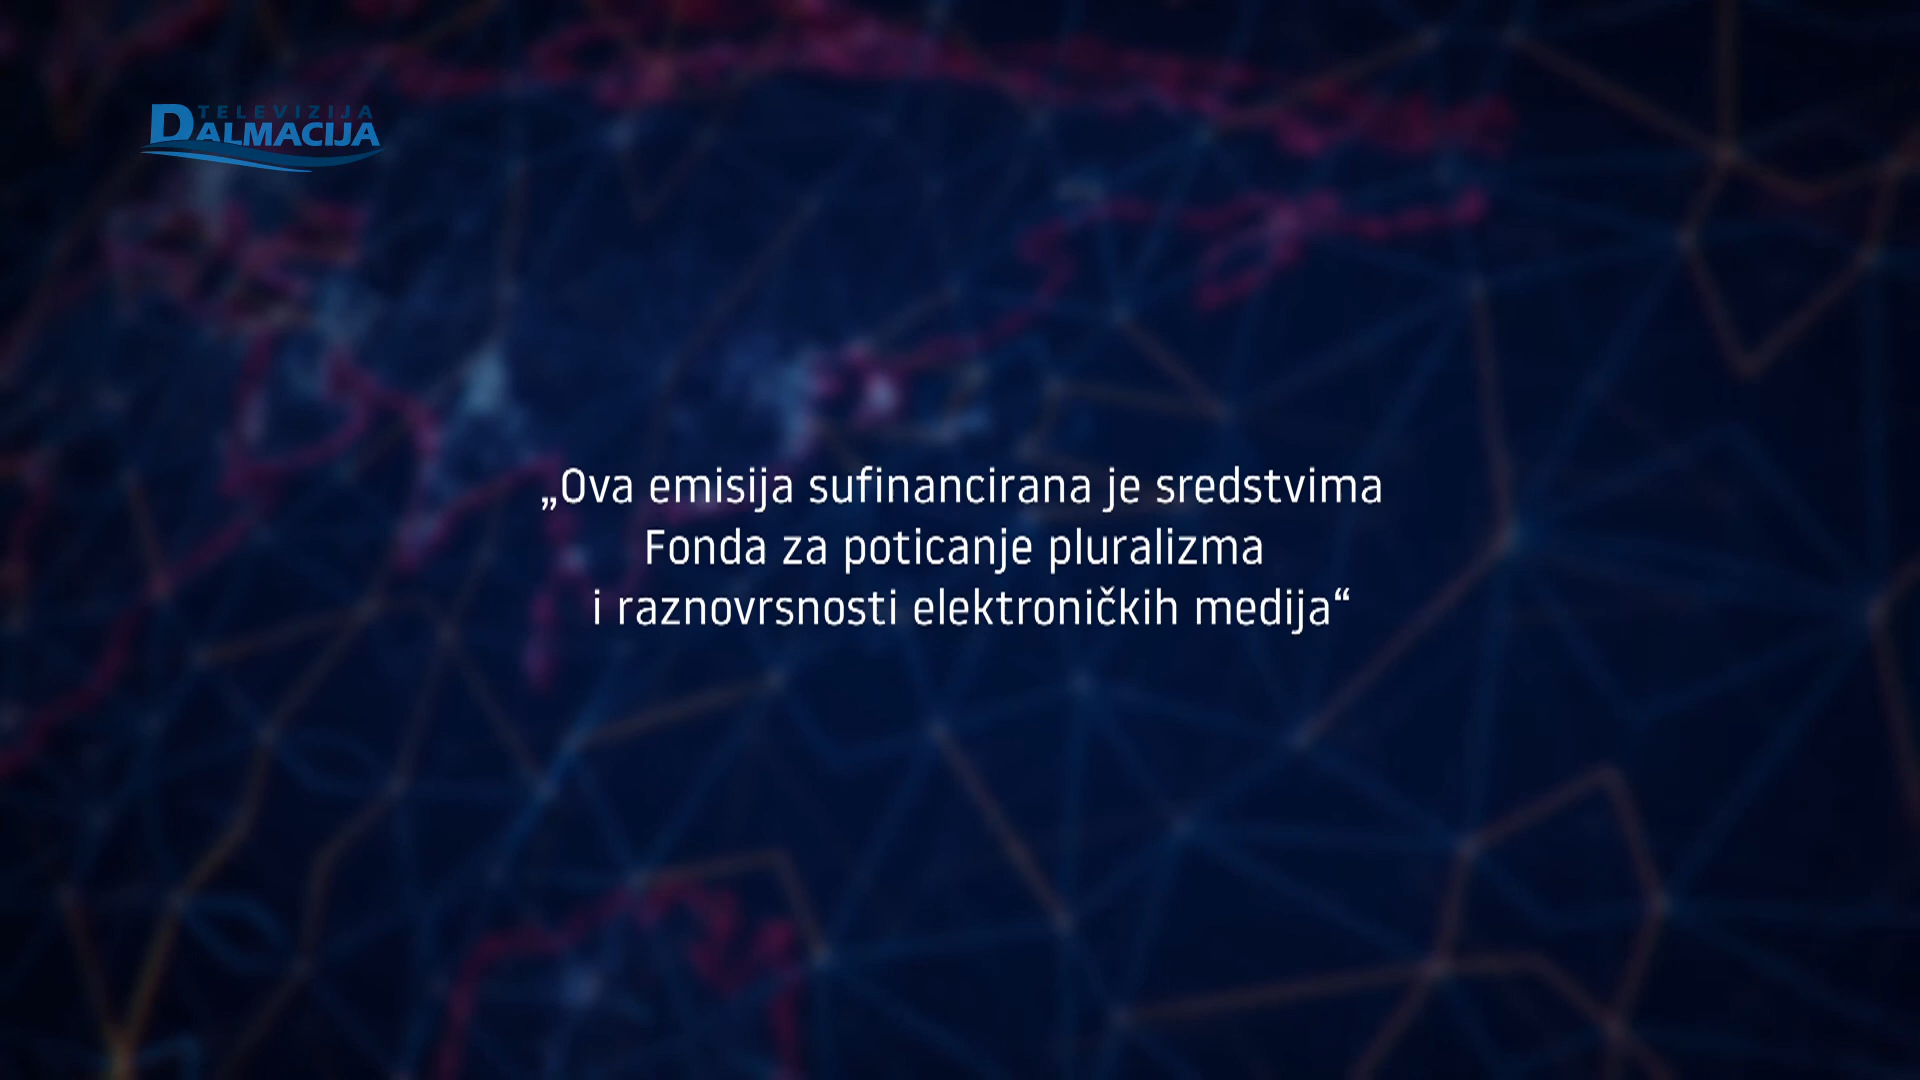 TELEVIZIJA
DALMACIJA
„Ova emisija sufinancirana je sredstvima
Fonda za poticanje pluralizma
i raznovrsnosti elektroničkih medija“